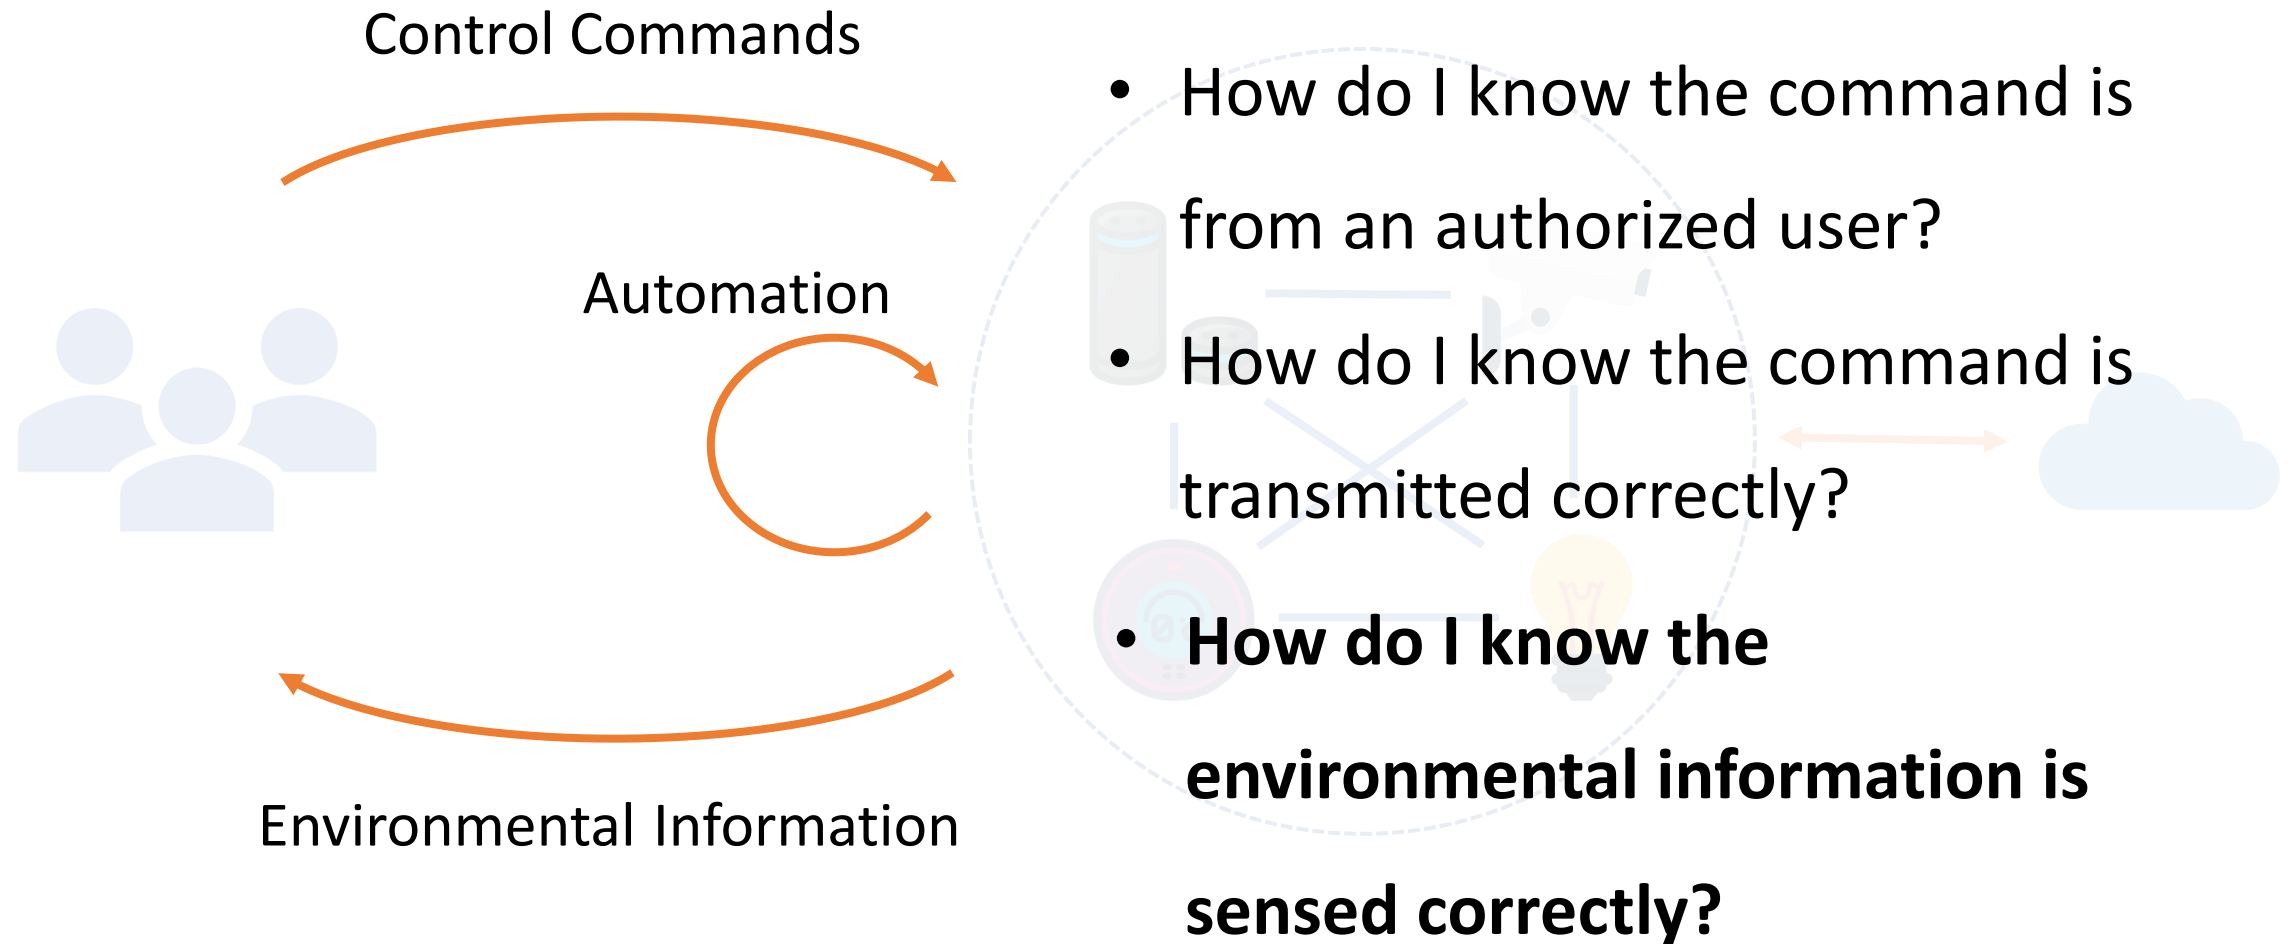 Control Commands
• How do I know the command is
from an authorized user?
Automation
• How do I know the command is
transmitted correctly?
• How do I know the
environmental information is
Environmental Information
sensed correctly?